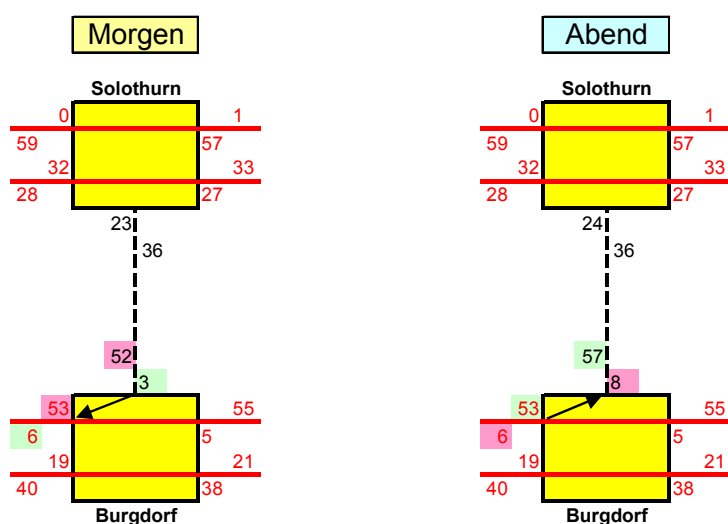 Morgen Abend
Solothurn Solothurn
0 1 0 1
59 57 59 57
32 33 32 33
28 27 28 27
23 24
36 36
52 57
3 8
53 55 53 55
6 5 6 5
19 21 19 21
40 38 40 38
Burgdorf Burgdorf